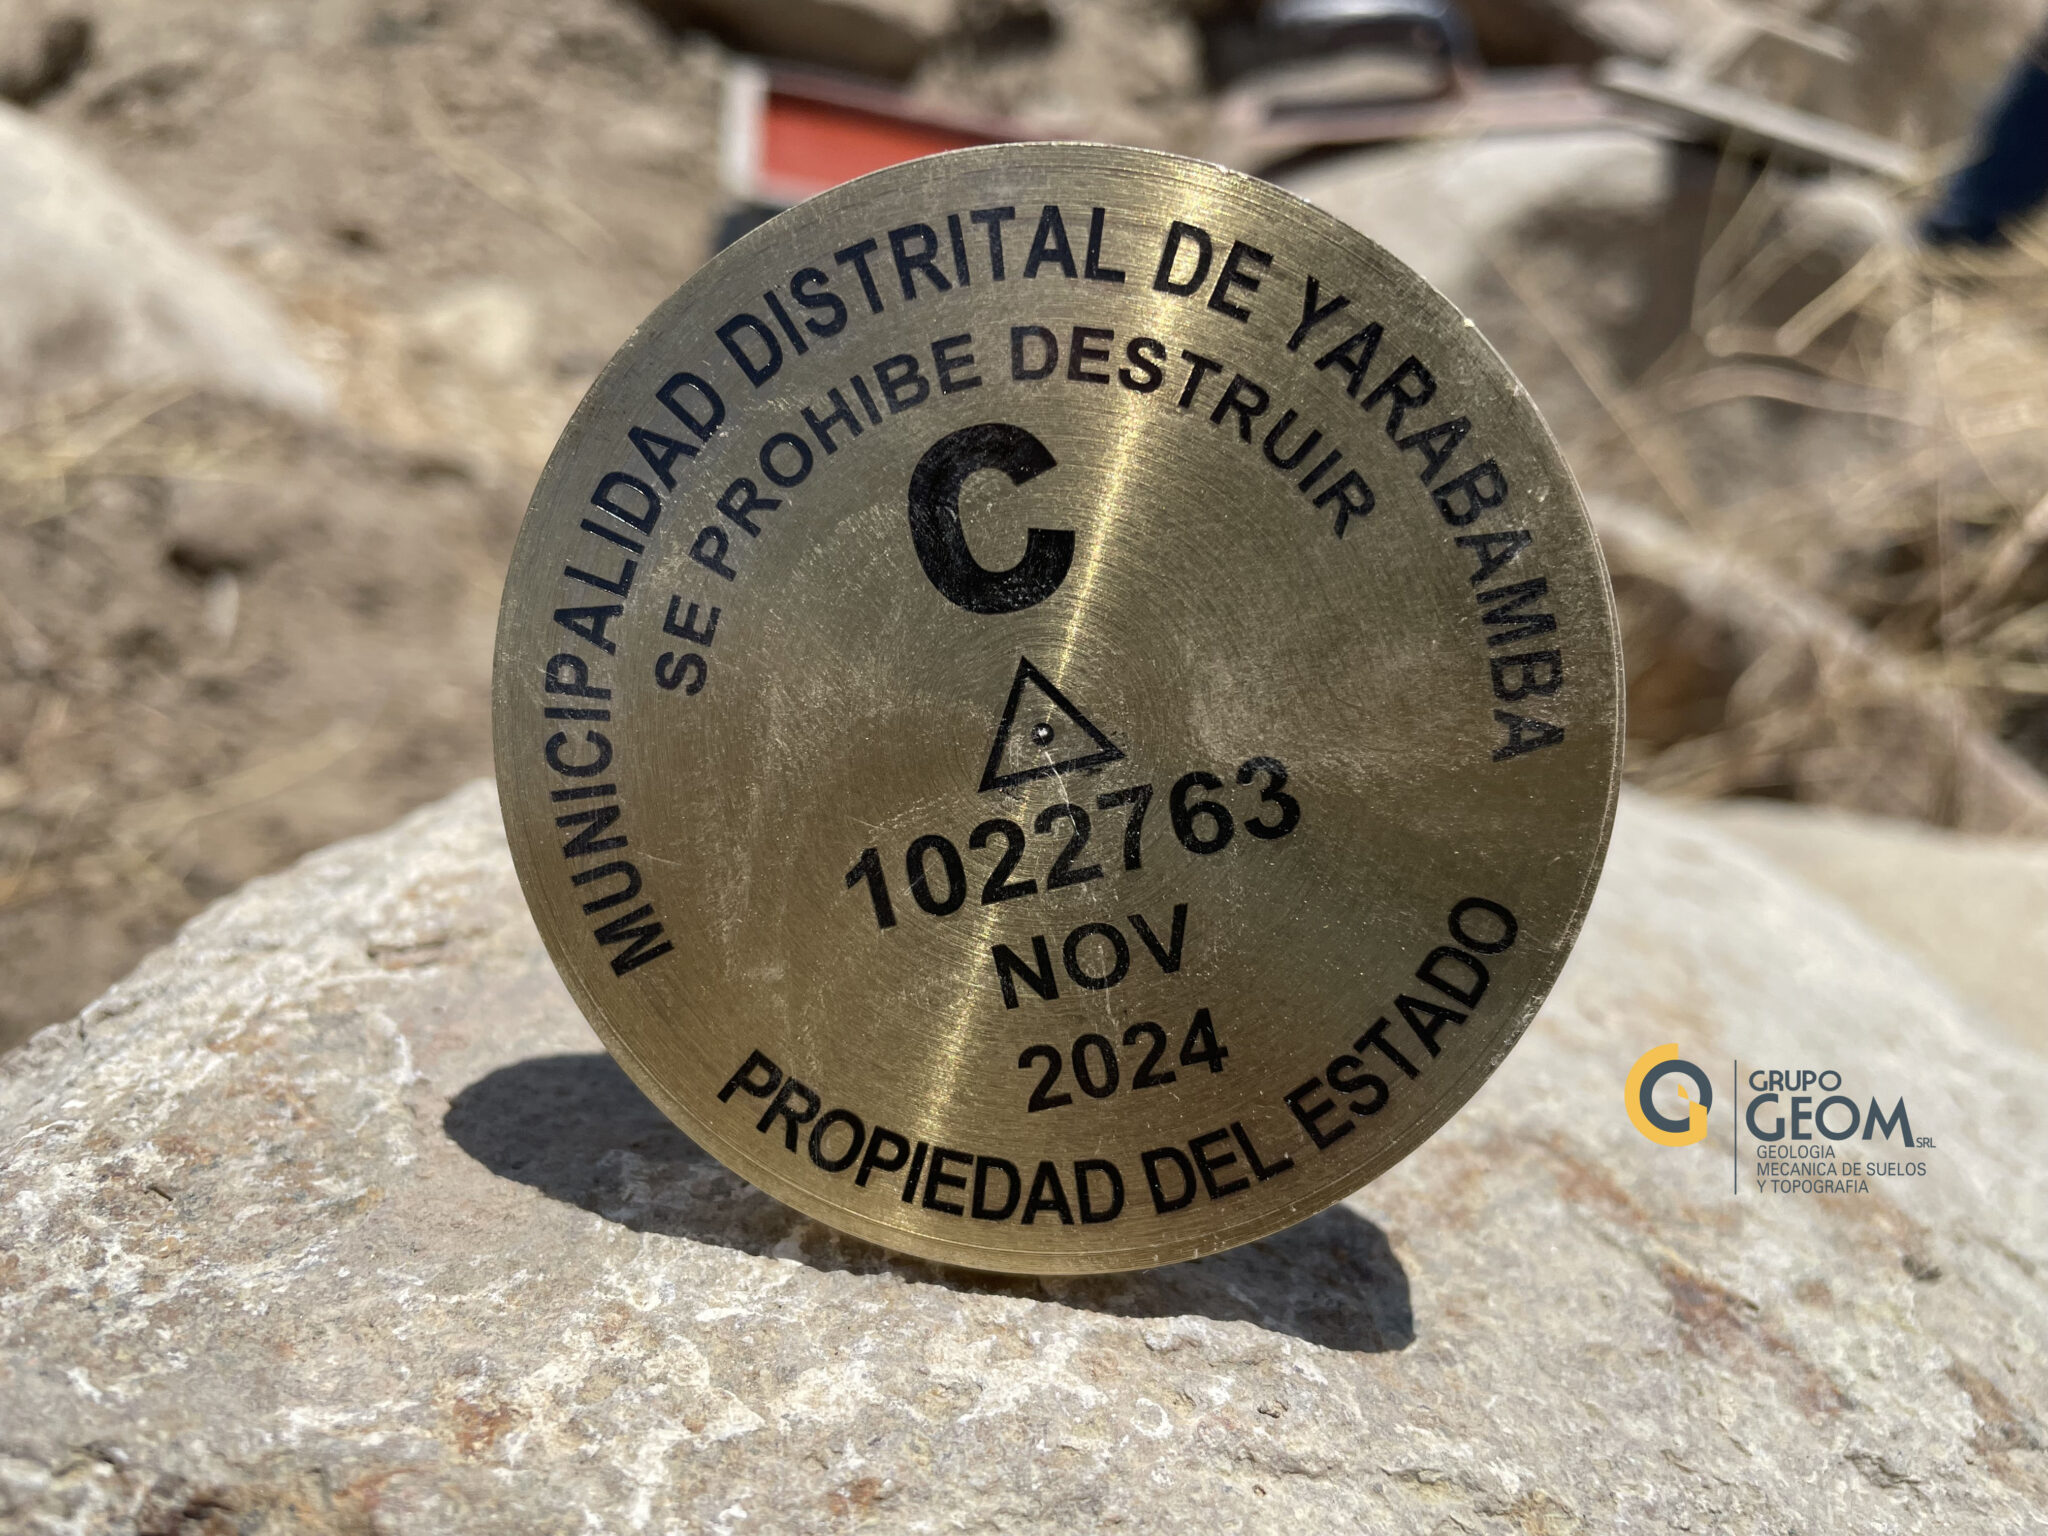 MUNICIPALIDAD DISTRITAL DE YARABAMBA
SE PROHIBE DESTRUIR
C
1022763
NOV
2024
PROPIEDAD DEL ESTADO
GRUPO
GEOM SRL
GEOLOGIA
MECANICA DE SUELOS
Y TOPOGRAFIA